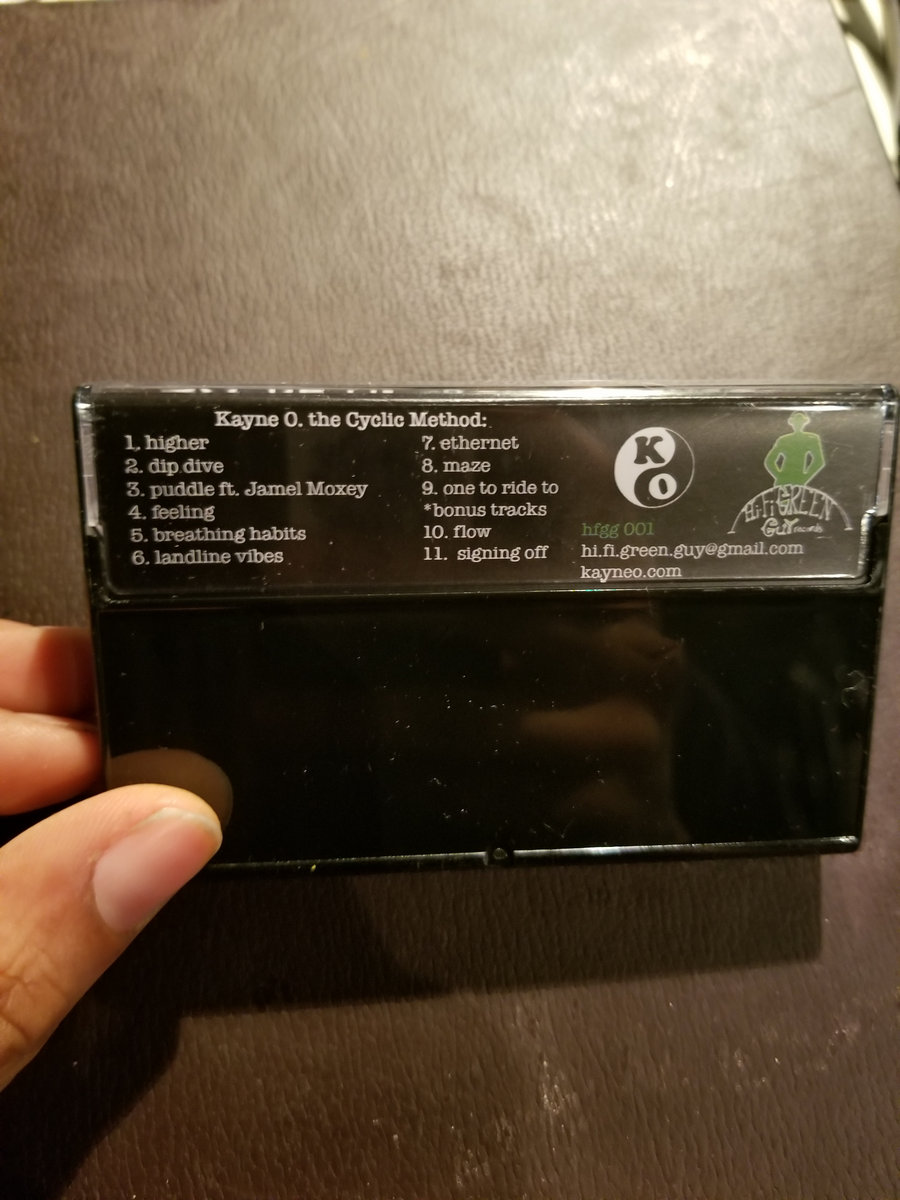 Kayne O. the Cyclic Method:
1. higher
2. dip dive
3. puddle ft. Jamel Moxey
4. feeling
5. breathing habits
6. landline vibes
7. ethernet
8. maze
9. one to ride to
*bonus tracks
10. flow
11. signing off
K
O
Hi-Fi GREEN
GUY records
hfgg 001
hi.fi.green.guy@gmail.com
kayneo.com